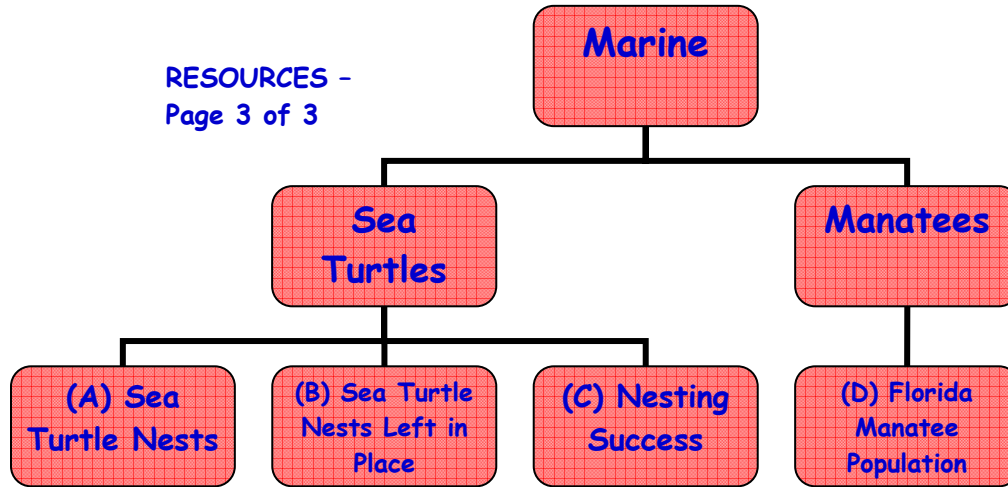 Marine
RESOURCES –
Page 3 of 3
Sea
Turtles
Manatees
(A) Sea
Turtle Nests
(B) Sea Turtle
Nests Left in
Place
(C) Nesting
Success
(D) Florida
Manatee
Population